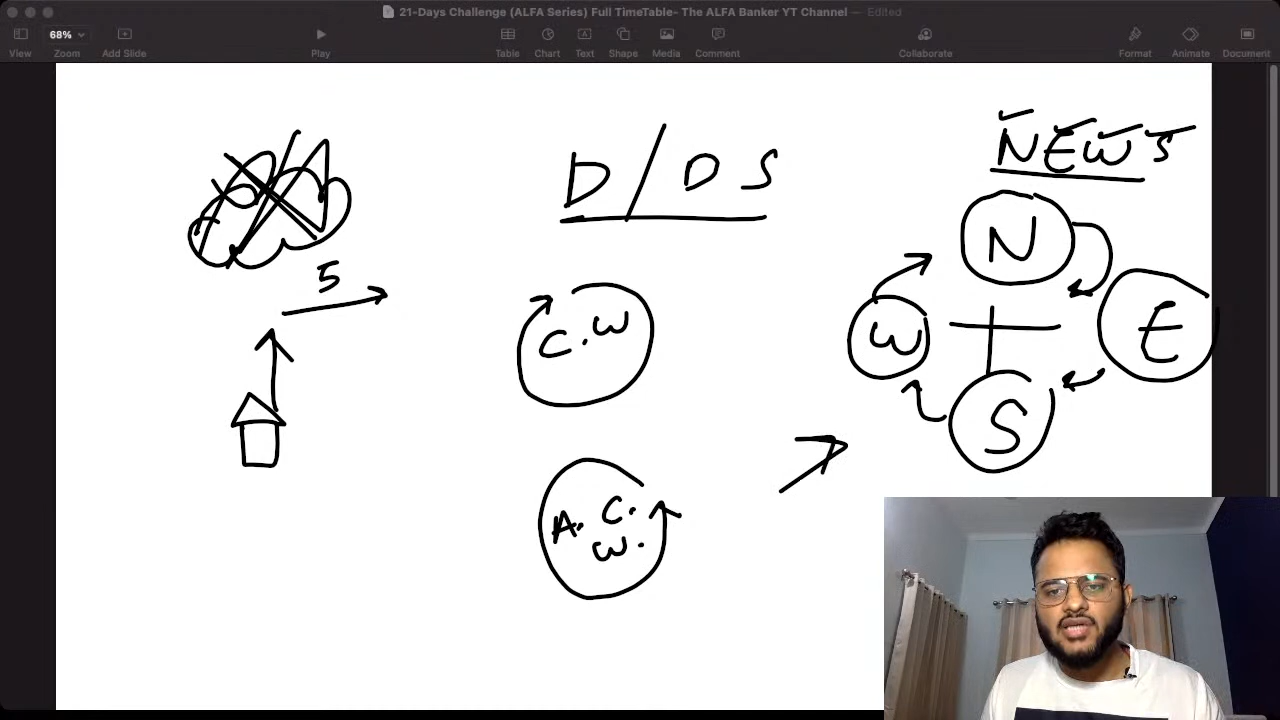 21-Days Challenge (ALFA Series) Full TimeTable- The ALFA Banker YT Channel — Edited
68%
View Zoom Add Slide Play Table Chart Text Shape Media Comment Collaborate Format Animate Document
D/DS
NEWS
N
5
C.W
W
E
S
A. C.
W.